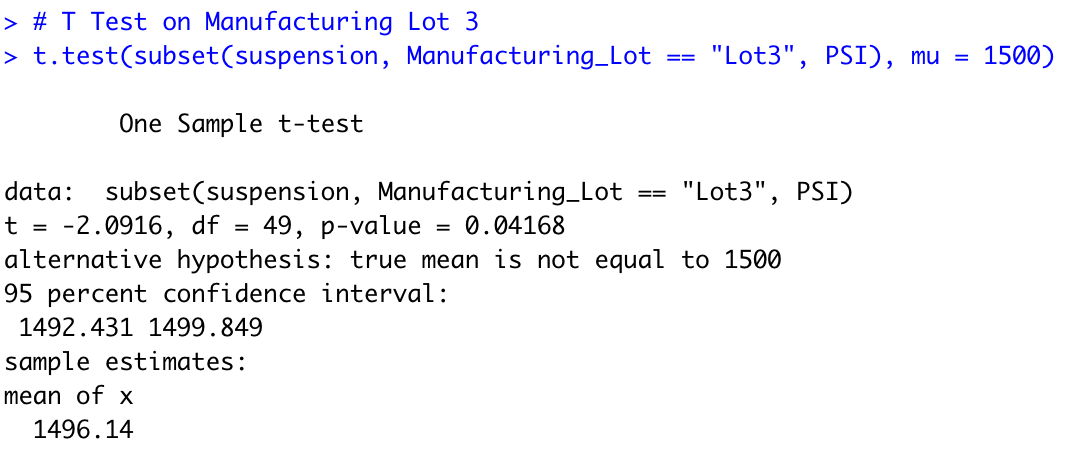 > # T Test on Manufacturing Lot 3
> t.test(subset(suspension, Manufacturing_Lot == "Lot3", PSI), mu = 1500)
One Sample t-test
data:  subset(suspension, Manufacturing_Lot == "Lot3", PSI)
t = -2.0916, df = 49, p-value = 0.04168
alternative hypothesis: true mean is not equal to 1500
95 percent confidence interval:
1492.431 1499.849
sample estimates:
mean of x
1496.14